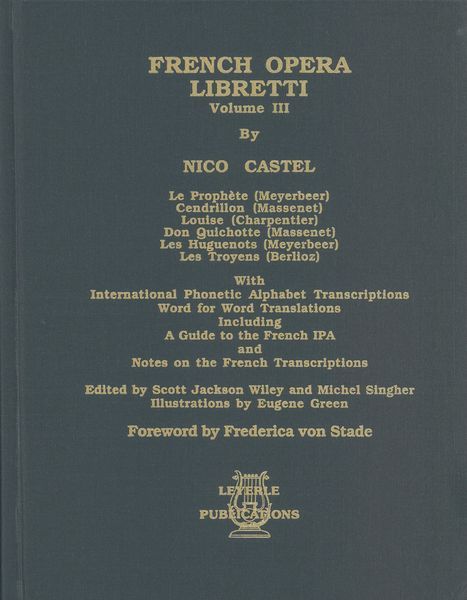 FRENCH OPERA
LIBRETTI
Volume III
By
NICO CASTEL
Le Prophète (Meyerbeer)
Cendrillon (Massenet)
Louise (Charpentier)
Don Quichotte (Massenet)
Les Huguenots (Meyerbeer)
Les Troyens (Berlioz)
With
International Phonetic Alphabet Transcriptions
Word for Word Translations
Including
A Guide to the French IPA
and
Notes on the French Transcriptions
Edited by Scott Jackson Wiley and Michel Singher
Illustrations by Eugene Green
Foreword by Frederica von Stade
LEYERLE
PUBLICATIONS